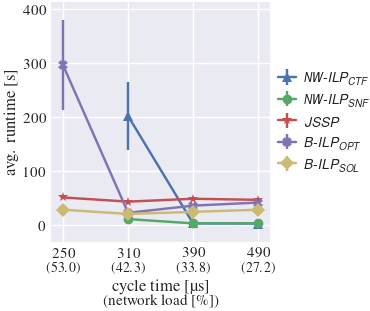 400
300
200
100
0
avg. runtime [s]
250 310 390 490
(53.0) (42.3) (33.8) (27.2)
cycle time [µs]
(network load [%])
NW-ILP_CTF
NW-ILP_SNF
JSSP
B-ILP_OPT
B-ILP_SOL